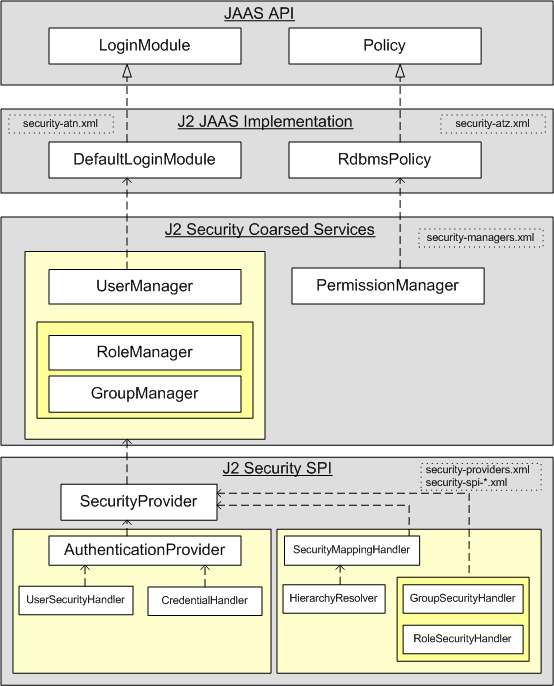 JAAS API
LoginModule
Policy
security-atn.xml
J2 JAAS Implementation
security-atz.xml
DefaultLoginModule
RdbmsPolicy
J2 Security Coarsed Services
security-managers.xml
UserManager
PermissionManager
RoleManager
GroupManager
J2 Security SPI
security-providers.xml
security-spi-*.xml
SecurityProvider
AuthenticationProvider
SecurityMappingHandler
UserSecurityHandler
CredentialHandler
HierarchyResolver
GroupSecurityHandler
RoleSecurityHandler